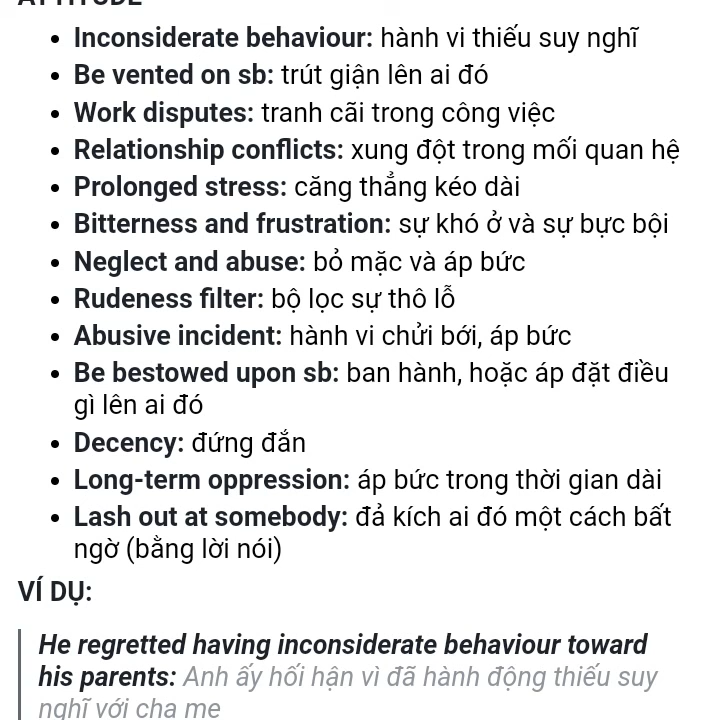 ATTITUDE
Inconsiderate behaviour: hành vi thiếu suy nghĩ
Be vented on sb: trút giận lên ai đó
Work disputes: tranh cãi trong công việc
Relationship conflicts: xung đột trong mối quan hệ
Prolonged stress: căng thẳng kéo dài
Bitterness and frustration: sự khó ở và sự bực bội
Neglect and abuse: bỏ mặc và áp bức
Rudeness filter: bộ lọc sự thô lỗ
Abusive incident: hành vi chửi bới, áp bức
Be bestowed upon sb: ban hành, hoặc áp đặt điều
gì lên ai đó
Decency: đứng đắn
Long-term oppression: áp bức trong thời gian dài
Lash out at somebody: đả kích ai đó một cách bất
ngờ (bằng lời nói)
VÍ DỤ:
He regretted having inconsiderate behaviour toward
his parents: Anh ấy hối hận vì đã hành động thiếu suy
nghĩ với cha mẹ